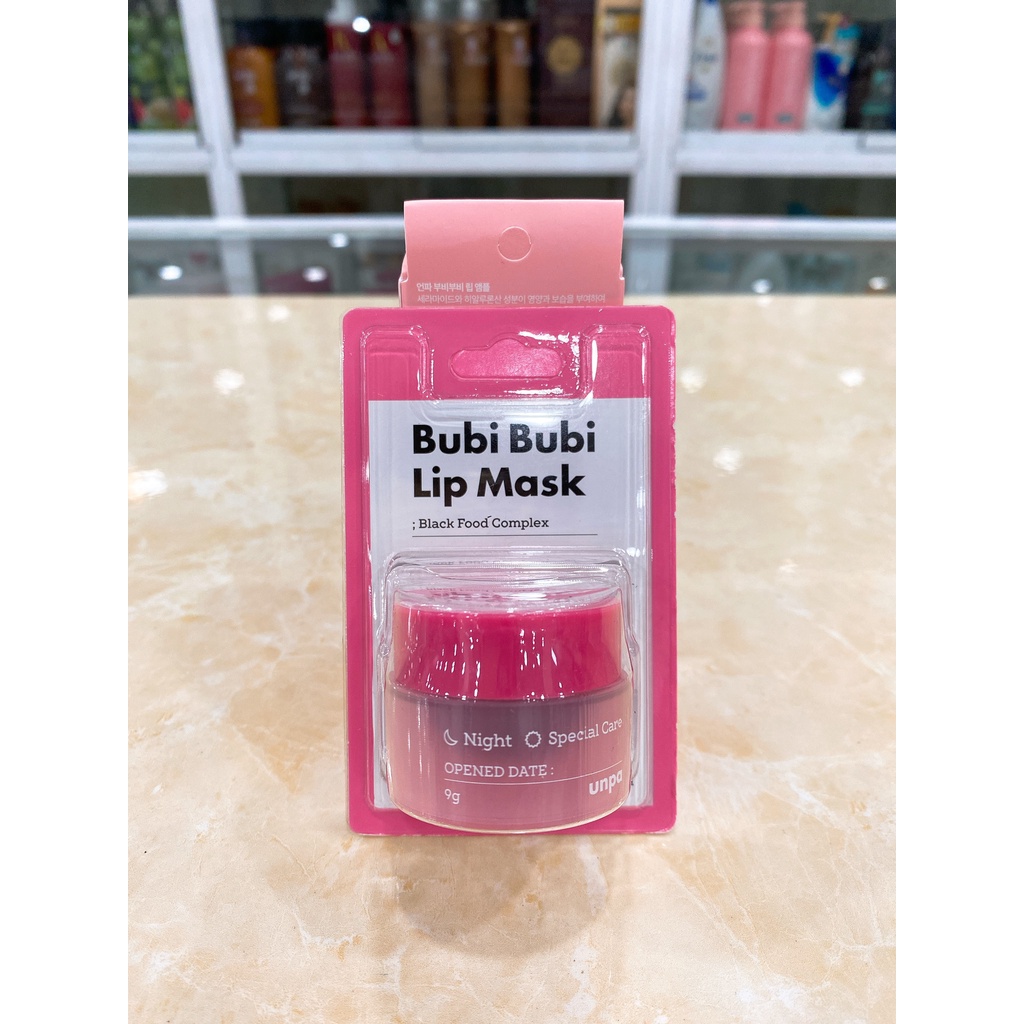 언파 부비부비 립 앰플
세라마이드와 히알루론산 성분이 영양과 보습을 부여하여
Bubi Bubi
Lip Mask
; Black Food Complex
Night Special Care
OPENED DATE :
9g
unpa